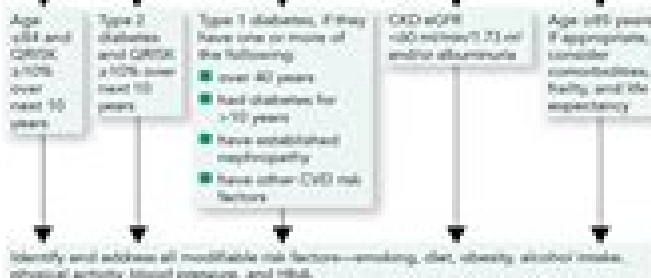 Age
≤84 and
QRISK
≥10%
over
next 10
years
Type 2
diabetes
and QRISK
≥10% over
next 10
years
Type 1 diabetes, if they
have one or more of
the following:
over 40 years
had diabetes for
>10 years
have established
nephropathy
have other CVD risk
factors
CKD eGFR
<60 ml/min/1.73 m²
and/or albuminuria
Age ≥85 years
if appropriate,
consider
comorbidities,
frailty, and life
expectancy
Identify and address all modifiable risk factors—smoking, diet, obesity, alcohol intake,
physical activity, blood pressure, and HbA